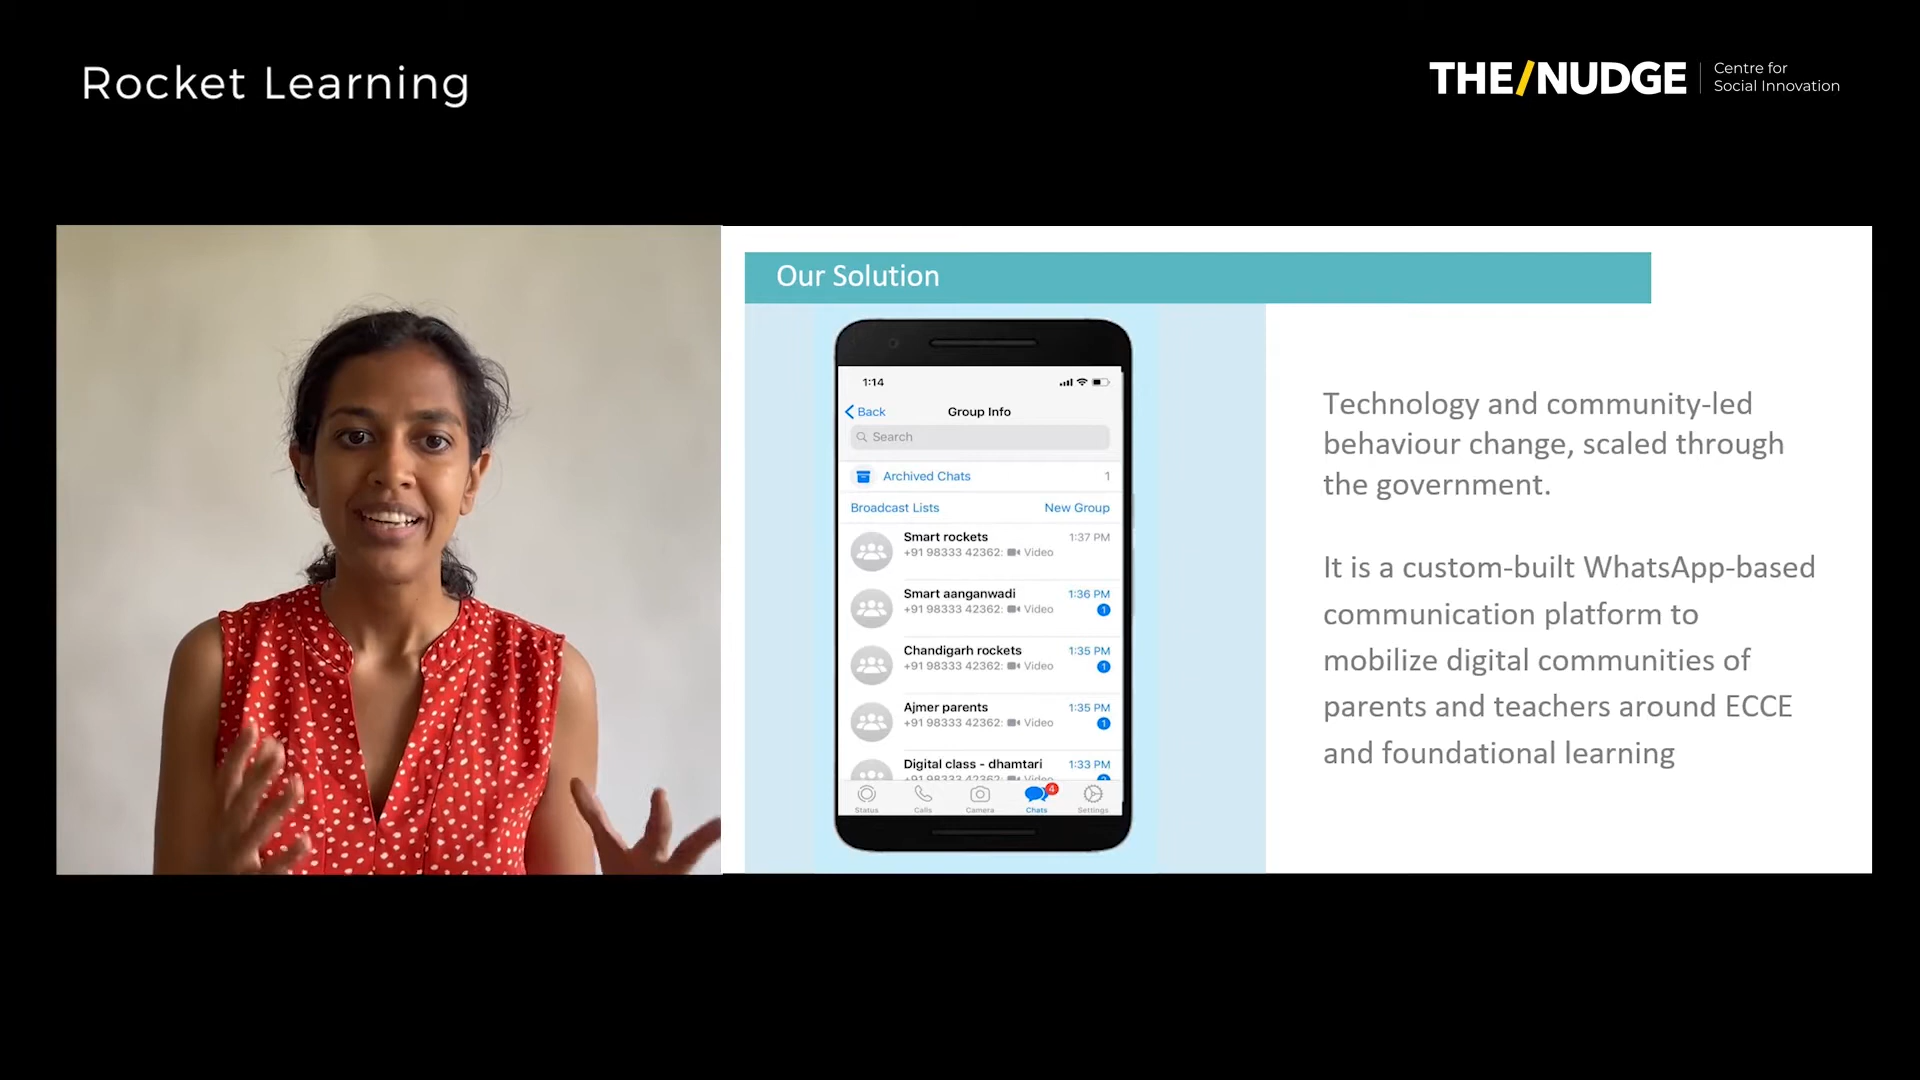 Rocket Learning
THE/NUDGE
Centre for
Social Innovation
Our Solution
1:14
Back
Group Info
Search
Archived Chats 1
Broadcast Lists New Group
Smart rockets 1:37 PM
+91 98333 42362: Video
Smart aanganwadi 1:36 PM
+91 98333 42362: Video 1
Chandigarh rockets 1:35 PM
+91 98333 42362: Video 1
Ajmer parents 1:35 PM
+91 98333 42362: Video 1
Digital class - dhamtari 1:33 PM
+91 98333 42362: Video
4
Status Calls Camera Chats Settings
Technology and community-led
behaviour change, scaled through
the government.
It is a custom-built WhatsApp-based
communication platform to
mobilize digital communities of
parents and teachers around ECCE
and foundational learning